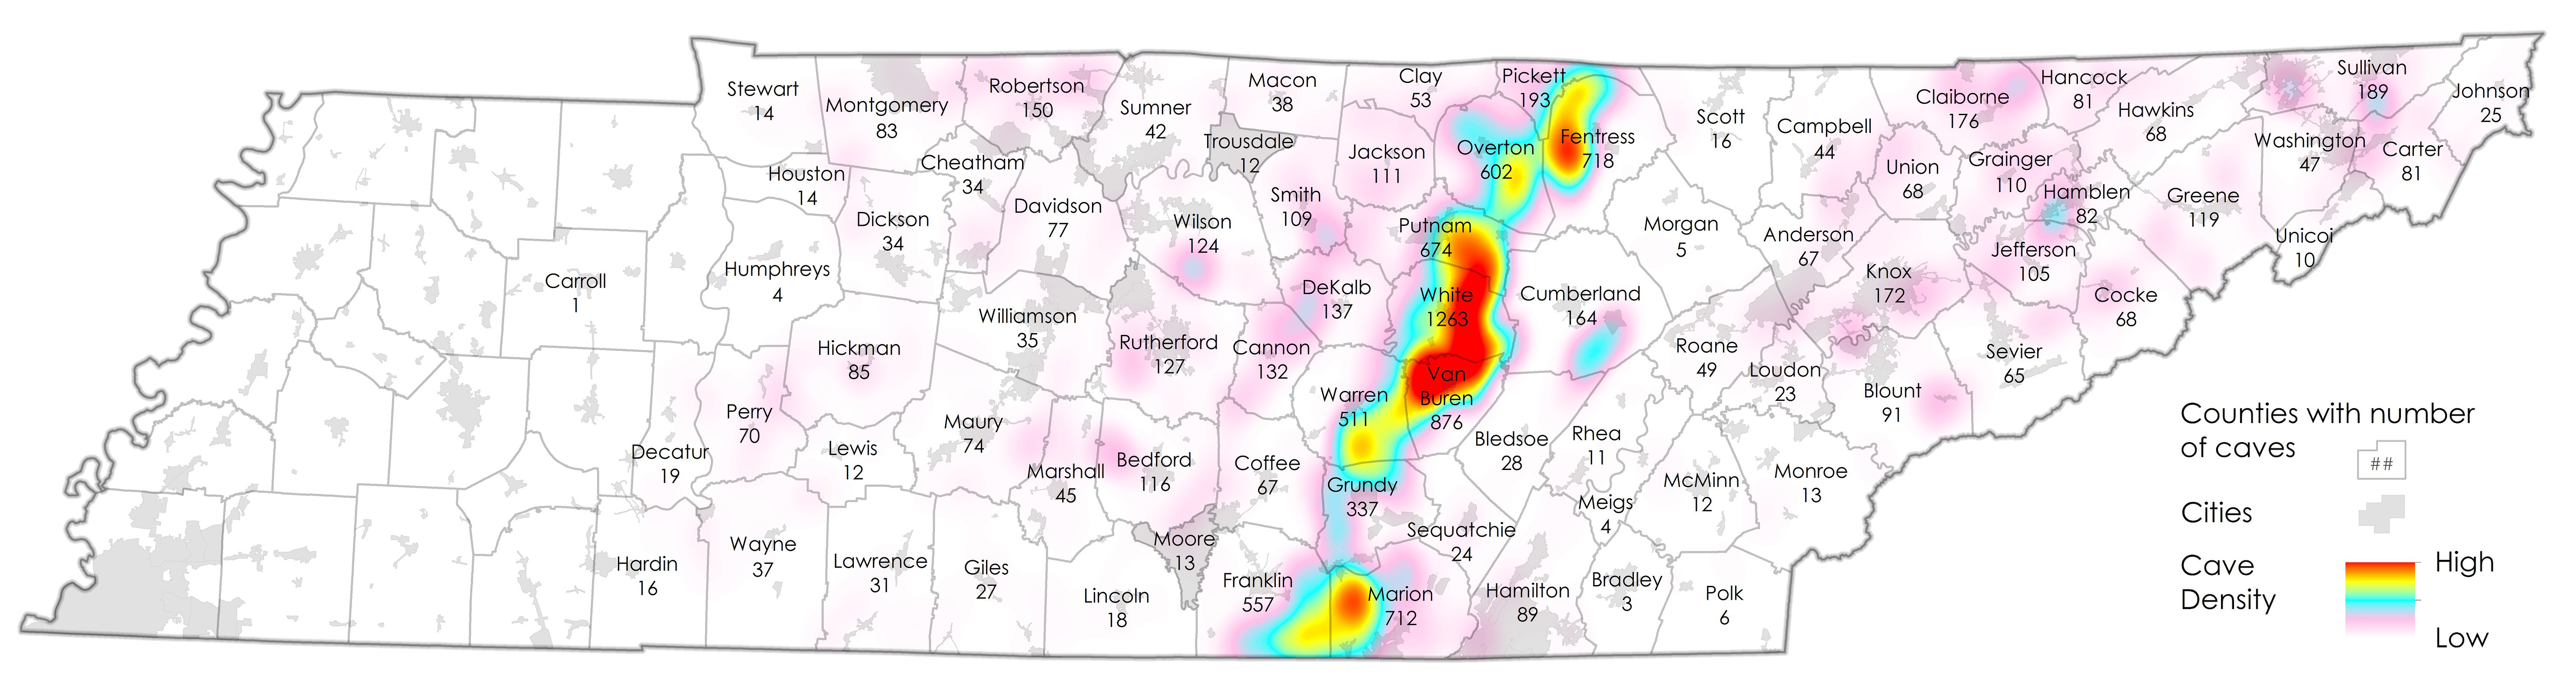 Stewart
14
Montgomery
83
Robertson
150
Sumner
42
Macon
38
Trousdale
12
Clay
53
Pickett
193
Fentress
718
Overton
602
Jackson
111
Scott
16
Campbell
44
Claiborne
176
Hancock
81
Hawkins
68
Sullivan
189
Johnson
25
Washington
47
Carter
81
Unicoi
10
Greene
119
Hamblen
82
Grainger
110
Union
68
Jefferson
105
Cocke
68
Houston
14
Cheatham
34
Dickson
34
Davidson
77
Wilson
124
Smith
109
Putnam
674
Morgan
5
Anderson
67
Knox
172
Carroll
1
Humphreys
4
Williamson
35
Rutherford
127
Cannon
132
DeKalb
137
White
1263
Cumberland
164
Roane
49
Loudon
23
Blount
91
Sevier
65
Hickman
85
Perry
70
Decatur
19
Lewis
12
Maury
74
Marshall
45
Bedford
116
Coffee
67
Warren
511
Van
Buren
876
Bledsoe
28
Rhea
11
Meigs
4
McMinn
12
Monroe
13
Grundy
337
Sequatchie
24
Hardin
16
Wayne
37
Lawrence
31
Giles
27
Lincoln
18
Moore
13
Franklin
557
Marion
712
Hamilton
89
Bradley
3
Polk
6
Counties with number
of caves
##
Cities
Cave
Density
High
Low